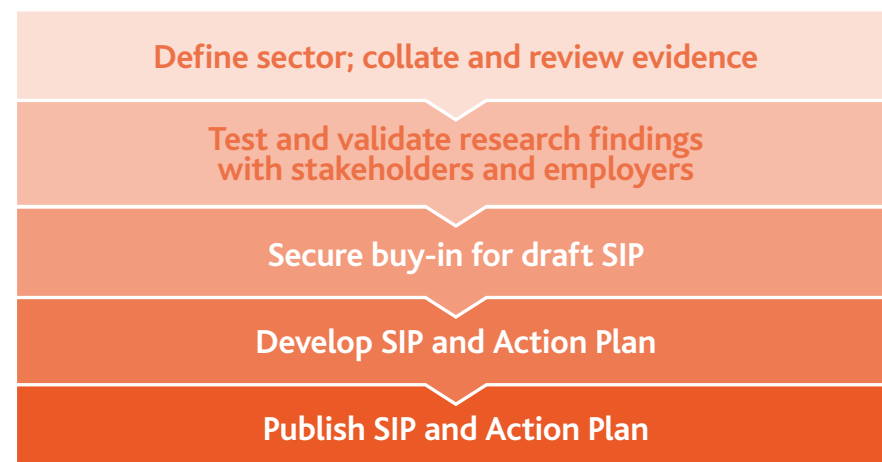 Define sector; collate and review evidence
Test and validate research findings
with stakeholders and employers
Secure buy-in for draft SIP
Develop SIP and Action Plan
Publish SIP and Action Plan